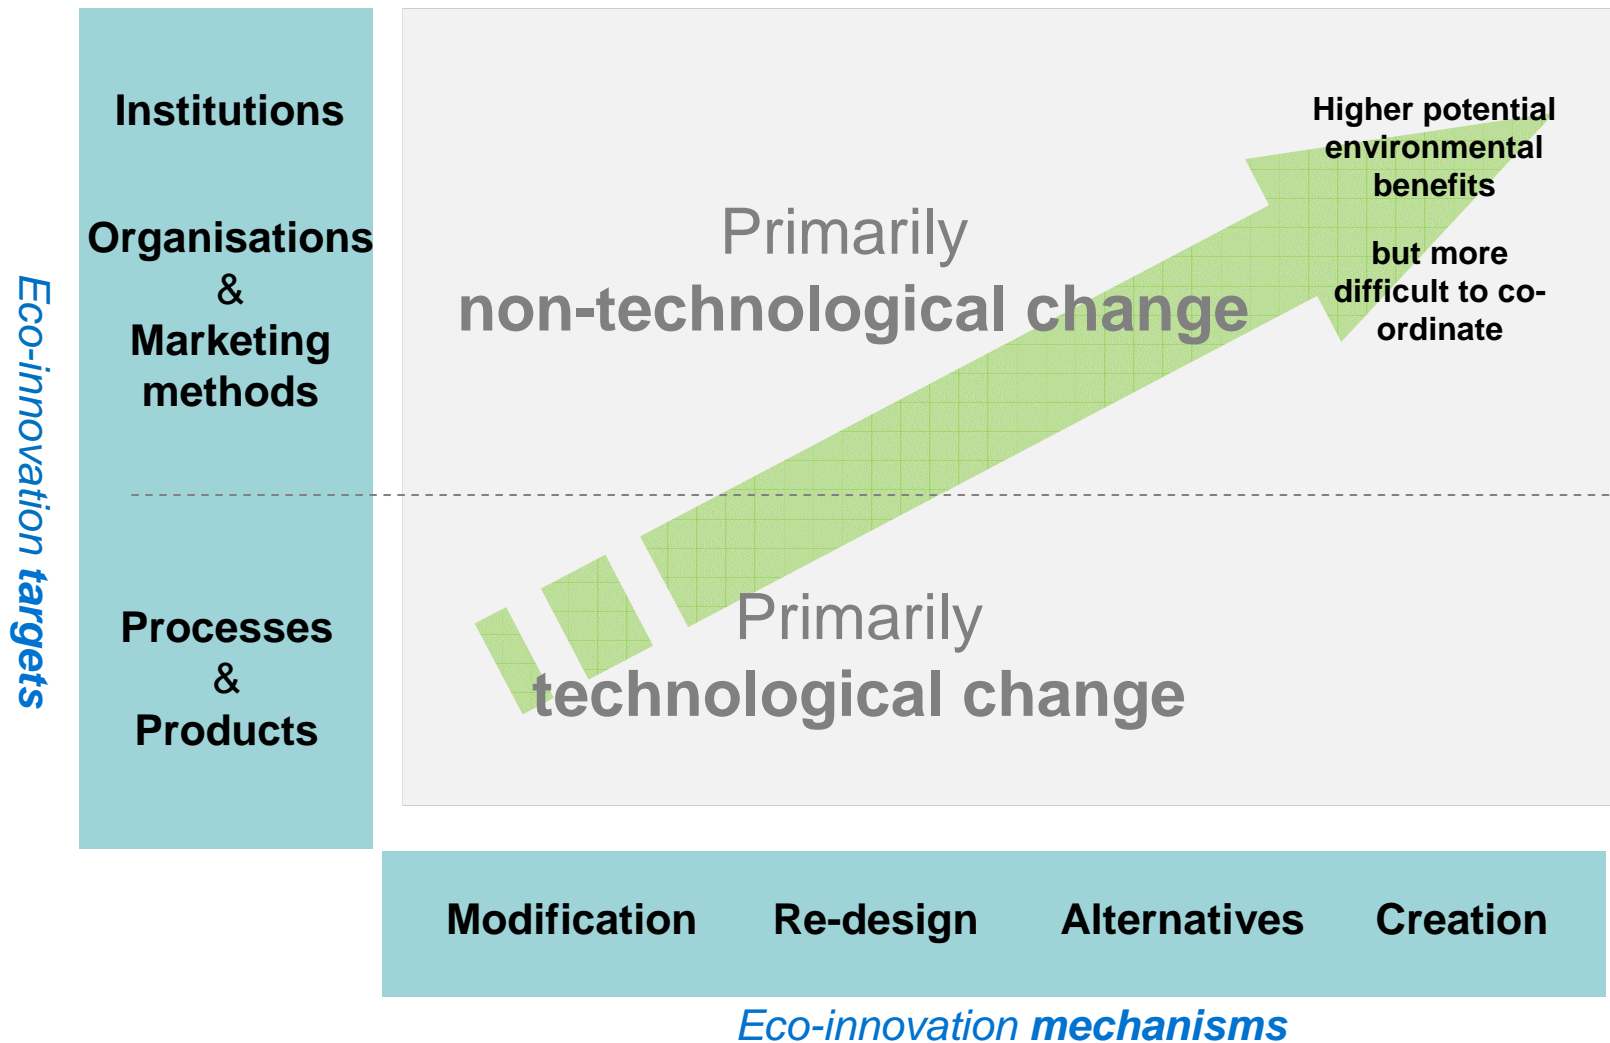 Eco-innovation targets
Institutions
Organisations
&
Marketing
methods
Processes
&
Products
Primarily
non-technological change
Higher potential
environmental
benefits
but more
difficult to co-
ordinate
Primarily
technological change
Modification Re-design Alternatives Creation
Eco-innovation mechanisms